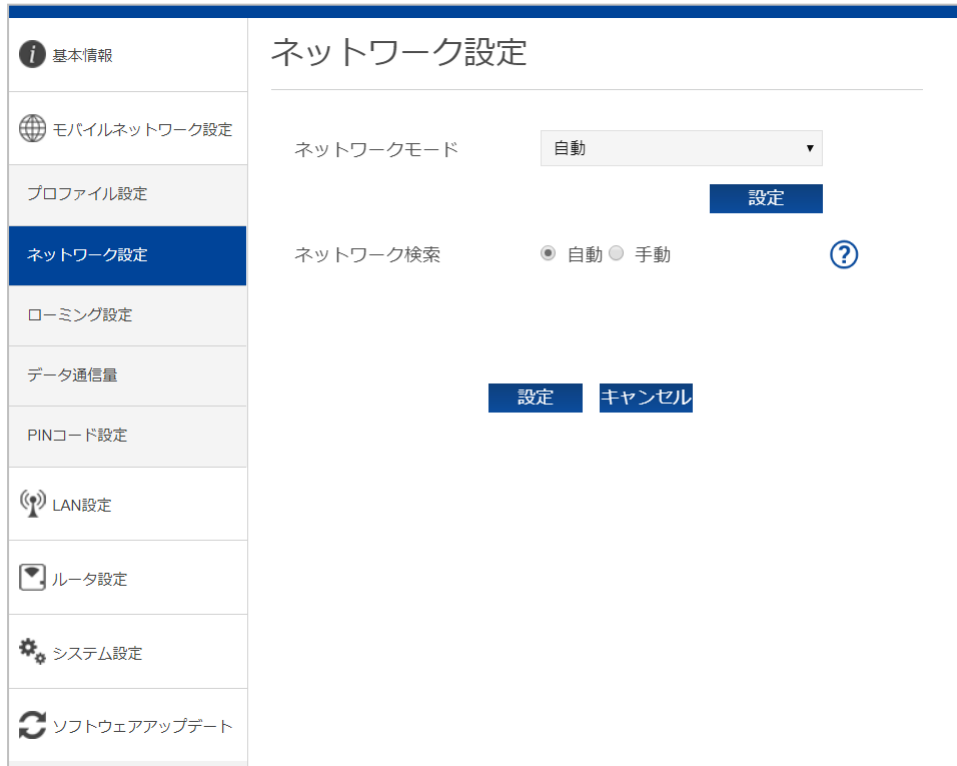 基本情報
モバイルネットワーク設定
プロファイル設定
ネットワーク設定
ローミング設定
データ通信量
PINコード設定
LAN設定
ルータ設定
システム設定
ソフトウェアアップデート
ネットワーク設定
ネットワークモード 自動
設定
ネットワーク検索 自動 手動 ?
設定 キャンセル